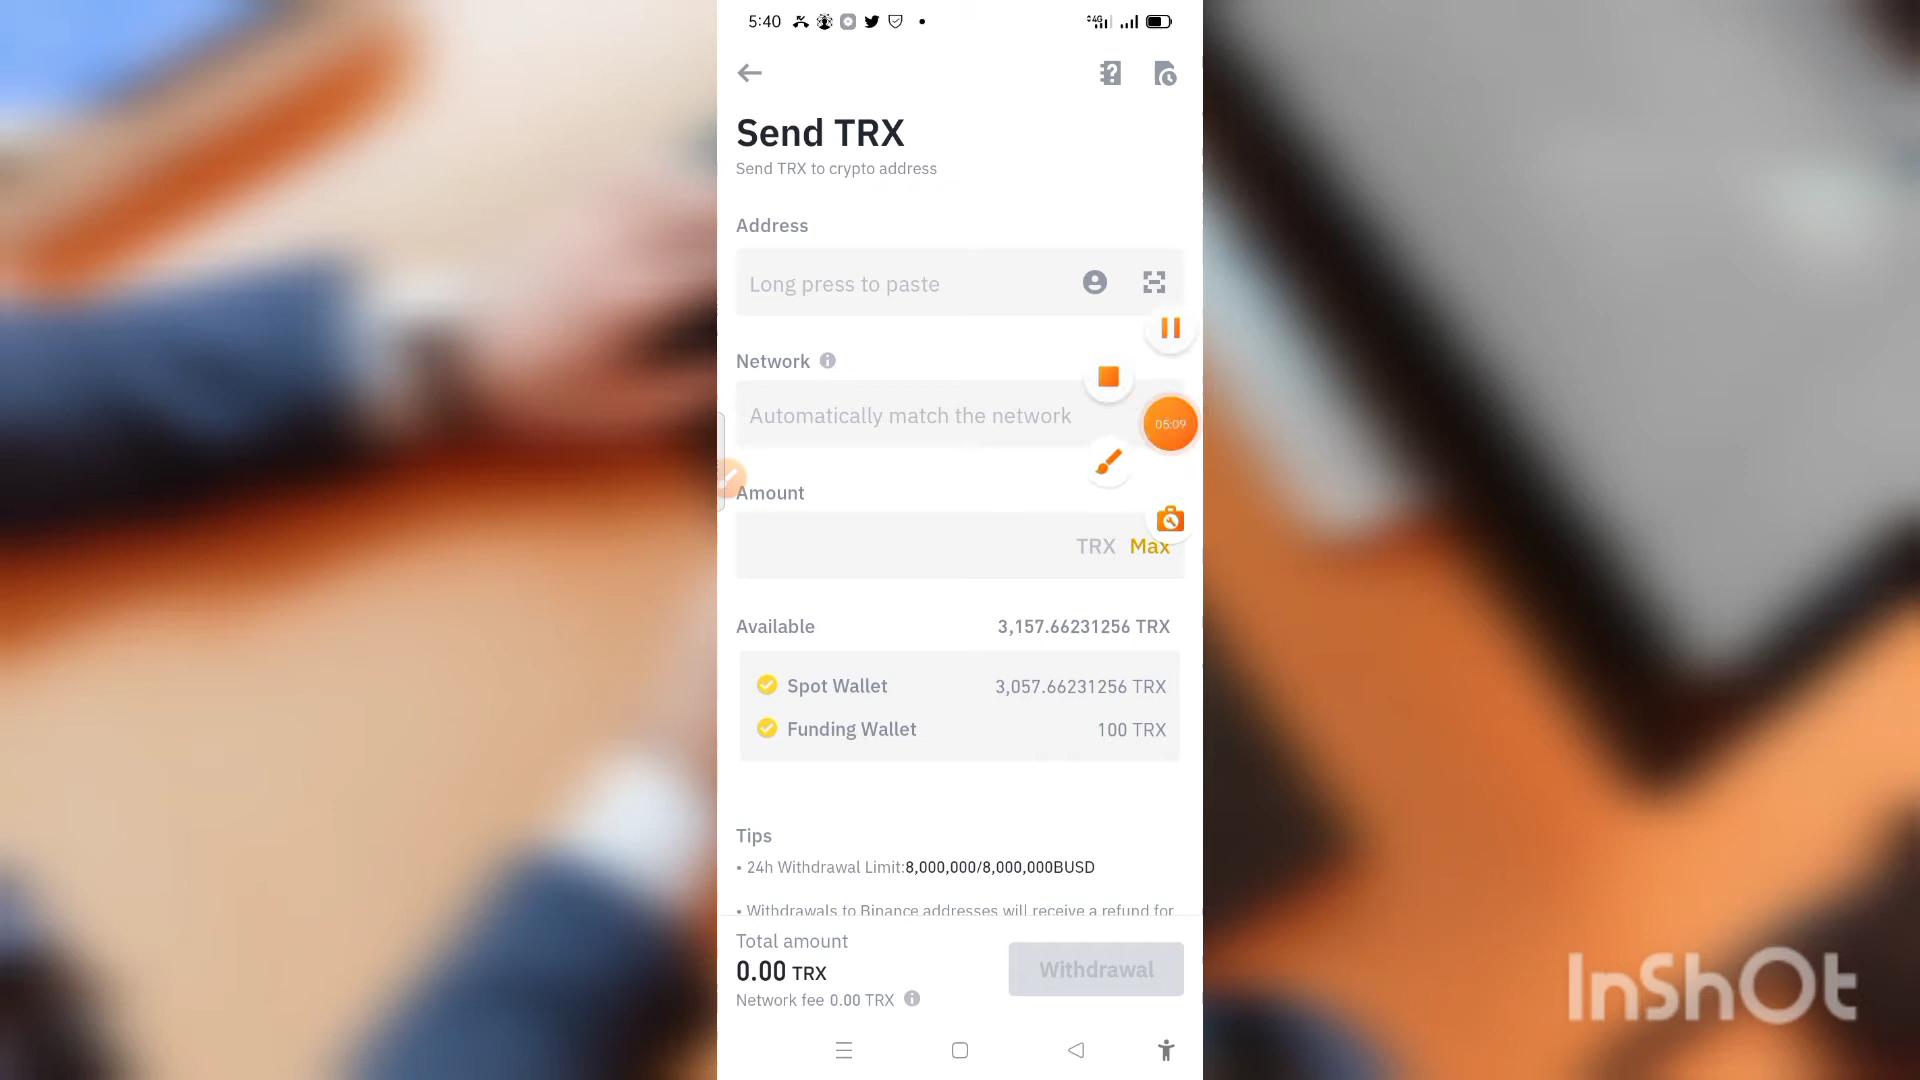 5:40
4G
Send TRX
Send TRX to crypto address
Address
Long press to paste
Network
Automatically match the network
05:09
Amount
TRX Max
Available 3,157.66231256 TRX
Spot Wallet 3,057.66231256 TRX
Funding Wallet 100 TRX
Tips
• 24h Withdrawal Limit:8,000,000/8,000,000BUSD
• Withdrawals to Binance addresses will receive a refund for
Total amount
0.00 TRX
Withdrawal
Network fee 0.00 TRX
InShOt